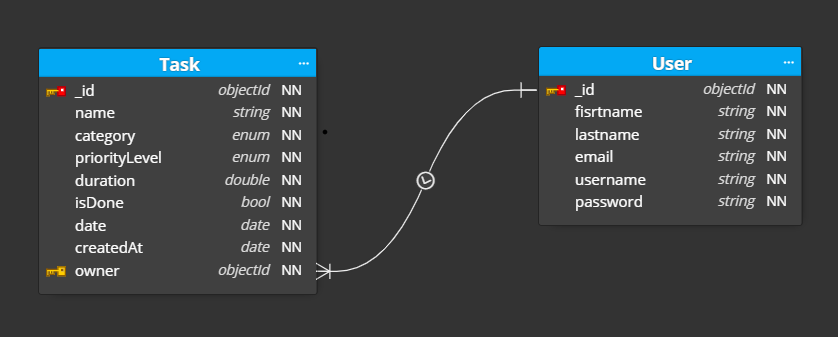 Task ...
_id objectId NN
name string NN
category enum NN
priorityLevel enum NN
duration double NN
isDone bool NN
date date NN
createdAt date NN
owner objectId NN
User ...
_id objectId NN
fisrtname string NN
lastname string NN
email string NN
username string NN
password string NN